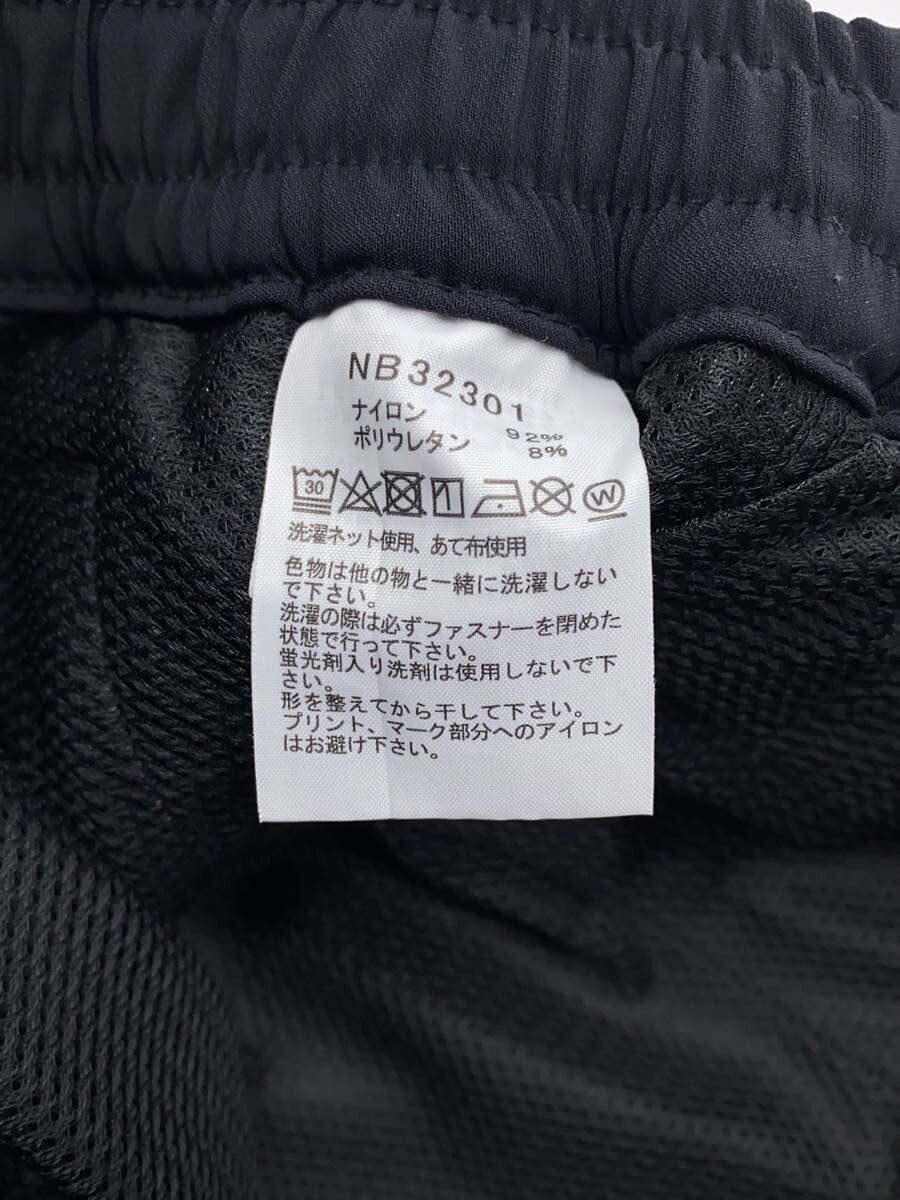 NB32301
ナイロン 92%
ポリウレタン 8%
30 W
洗濯ネット使用、あて布使用
色物は他の物と一緒に洗濯しない
で下さい。
洗濯の際は必ずファスナーを閉めた
状態で行って下さい。
蛍光剤入り洗剤は使用しないで下
さい。
形を整えてから干して下さい。
プリント、マーク部分へのアイロン
はお避け下さい。